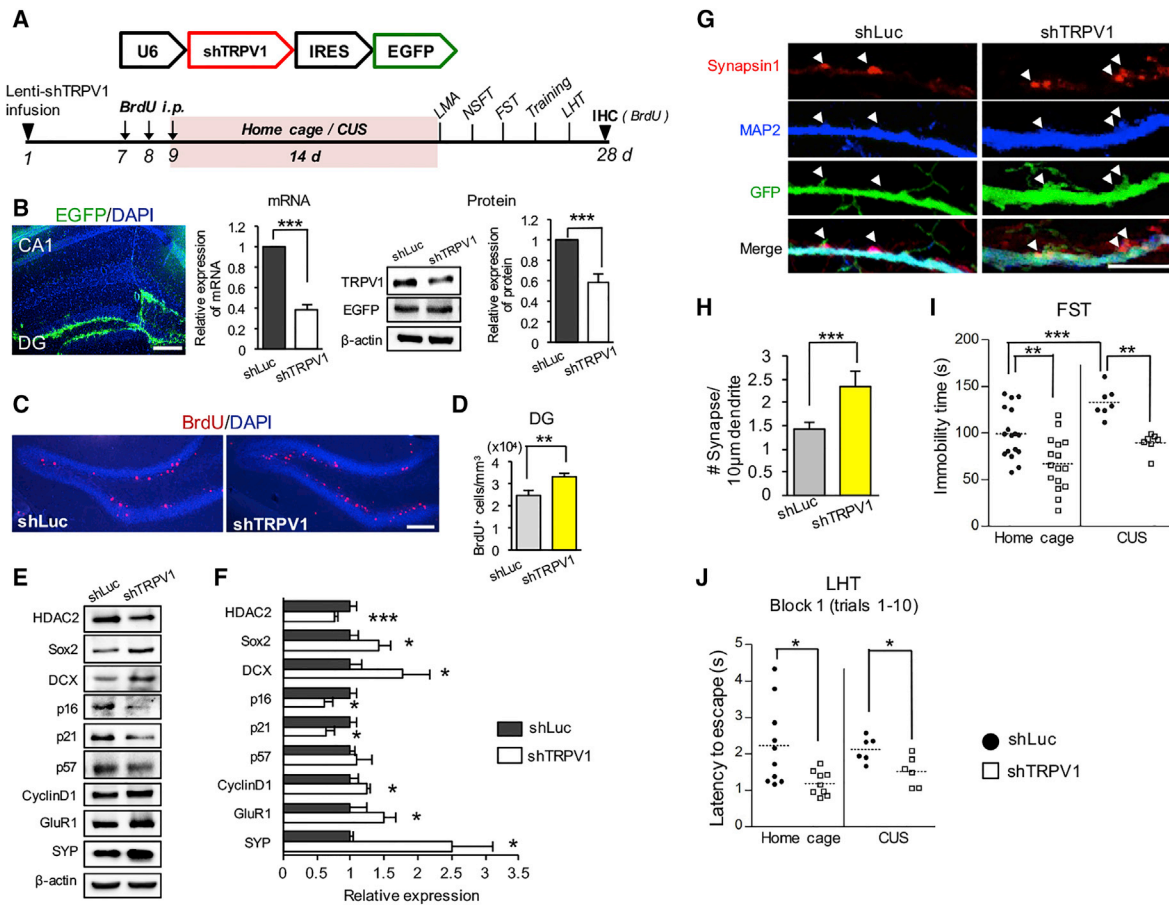 A
U6 shTRPV1 IRES EGFP
Lenti-shTRPV1
infusion
BrdU i.p.
Home cage / CUS
LMA NSFT FST Training LHT
IHC ( BrdU )
1 7 8 9 14 d 28 d
B
EGFP/DAPI
CA1
DG
mRNA
***
Relative expression
of mRNA
1.2
1
0.8
0.6
0.4
0.2
0
shLuc shTRPV1
Protein
shLuc shTRPV1
TRPV1
EGFP
β-actin
***
Relative expression
of protein
1.2
1
0.8
0.6
0.4
0.2
0
shLuc shTRPV1
C
BrdU/DAPI
shLuc
shTRPV1
D
DG
(x10⁴)
**
BrdU⁺ cells/mm³
4
3
2
1
0
shLuc shTRPV1
E
shLuc shTRPV1
HDAC2
Sox2
DCX
p16
p21
p57
CyclinD1
GluR1
SYP
β-actin
F
HDAC2 ***
Sox2 *
DCX *
p16 *
p21 *
p57
CyclinD1 *
GluR1 *
SYP *
0 0.5 1 1.5 2 2.5 3 3.5
Relative expression
shLuc
shTRPV1
G
shLuc shTRPV1
Synapsin1
MAP2
GFP
Merge
H
***
# Synapse/
10μm dendrite
3
2.5
2
1.5
1
0.5
0
shLuc shTRPV1
I
FST
*** ** **
Immobility time (s)
200
150
100
50
0
Home cage CUS
J
LHT
Block 1 (trials 1-10)
* *
Latency to escape (s)
5
4
3
2
1
0
Home cage CUS
shLuc
shTRPV1